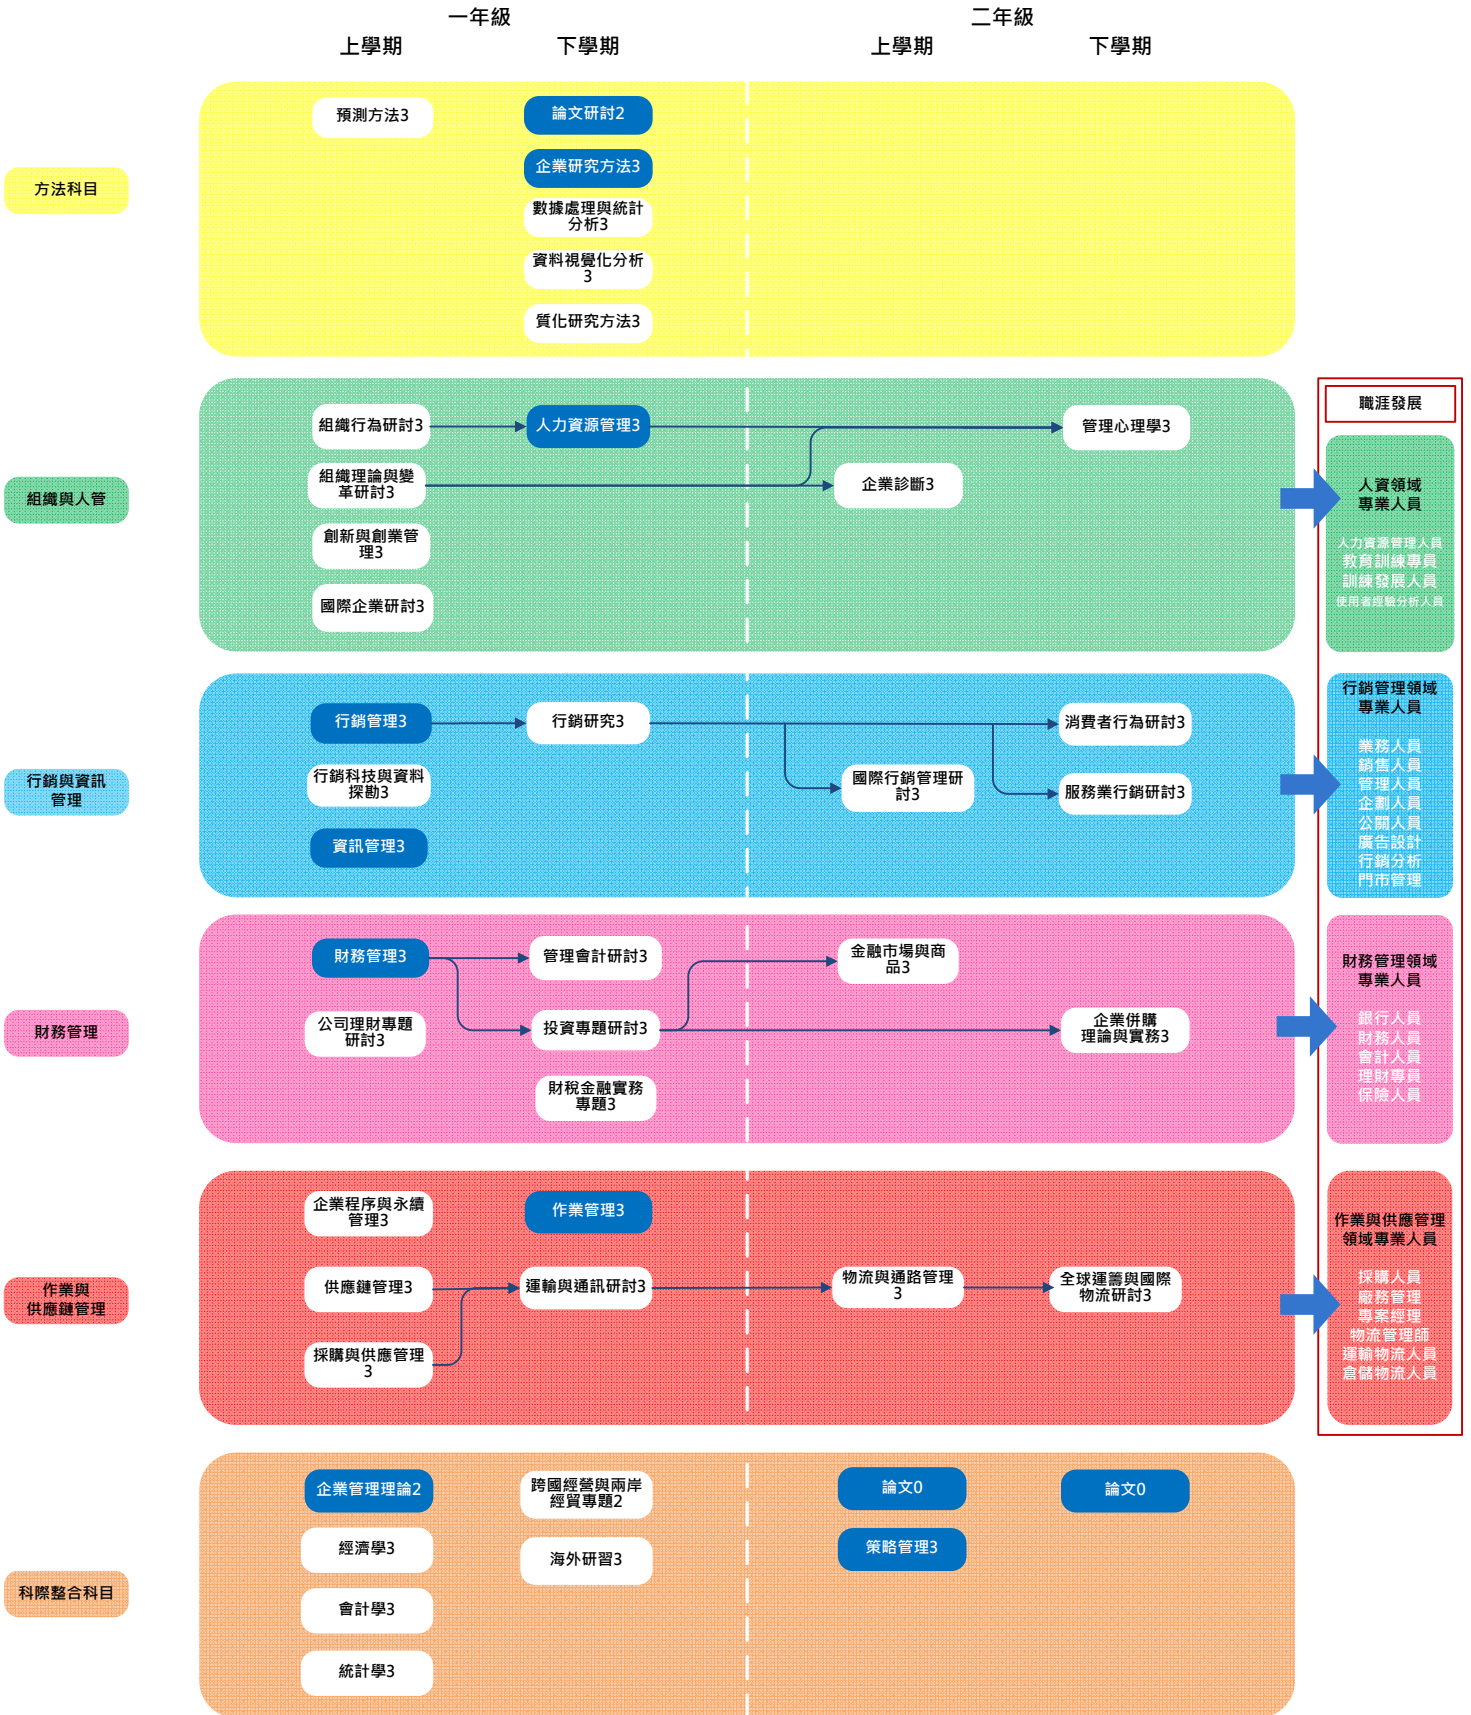 一年級
二年級
上學期
下學期
上學期
下學期
方法科目
預測方法3
論文研討2
企業研究方法3
數據處理與統計
分析3
資料視覺化分析
3
質化研究方法3
組織與人管
組織行為研討3
人力資源管理3
管理心理學3
組織理論與變
革研討3
企業診斷3
創新與創業管
理3
國際企業研討3
職涯發展
人資領域
專業人員
人力資源管理人員
教育訓練專員
訓練發展人員
使用者經驗分析人員
行銷與資訊
管理
行銷管理3
行銷研究3
消費者行為研討3
行銷科技與資料
探勘3
國際行銷管理研
討3
服務業行銷研討3
資訊管理3
行銷管理領域
專業人員
業務人員
銷售人員
管理人員
企劃人員
公關人員
廣告設計
行銷分析
門市管理
財務管理
財務管理3
管理會計研討3
金融市場與商
品3
公司理財專題
研討3
投資專題研討3
企業併購
理論與實務3
財稅金融實務
專題3
財務管理領域
專業人員
銀行人員
財務人員
會計人員
理財專員
保險人員
作業與
供應鏈管理
企業程序與永續
管理3
作業管理3
供應鏈管理3
運輸與通訊研討3
物流與通路管理
3
全球運籌與國際
物流研討3
採購與供應管理
3
作業與供應管理
領域專業人員
採購人員
廠務管理
專案經理
物流管理師
運輸物流人員
倉儲物流人員
科際整合科目
企業管理理論2
跨國經營與兩岸
經貿專題2
論文0
論文0
經濟學3
海外研習3
策略管理3
會計學3
統計學3